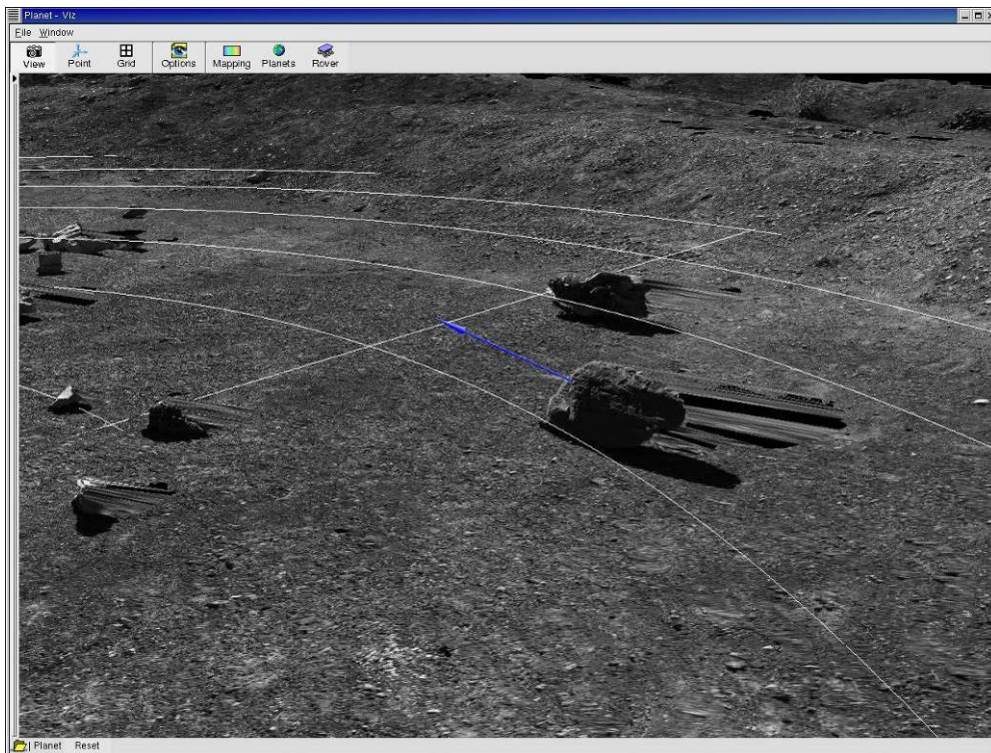 Planet - Viz
File Window
View Point Grid Options Mapping Planets Rover
Planet Reset